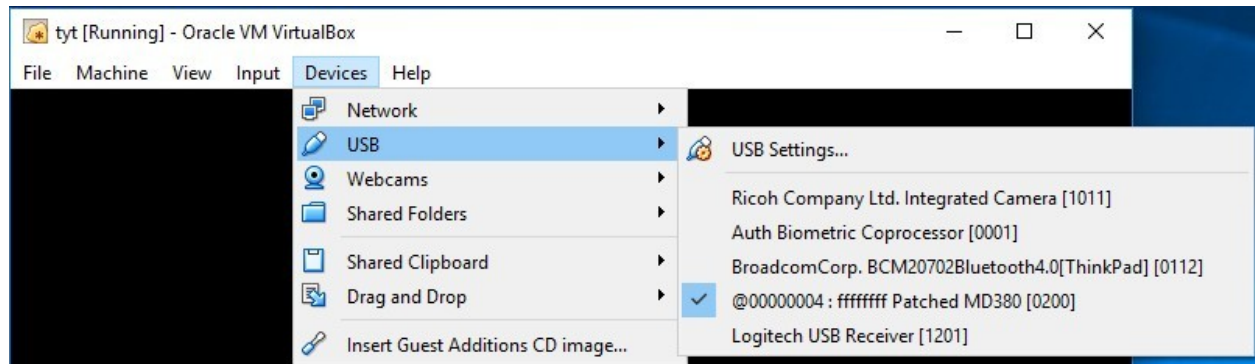 tyt [Running] - Oracle VM VirtualBox
File Machine View Input Devices Help
Network
USB
Webcams
Shared Folders
Shared Clipboard
Drag and Drop
Insert Guest Additions CD image...
USB Settings...
Ricoh Company Ltd. Integrated Camera [1011]
Auth Biometric Coprocessor [0001]
BroadcomCorp. BCM20702Bluetooth4.0[ThinkPad] [0112]
@00000004 : ffffffff Patched MD380 [0200]
Logitech USB Receiver [1201]